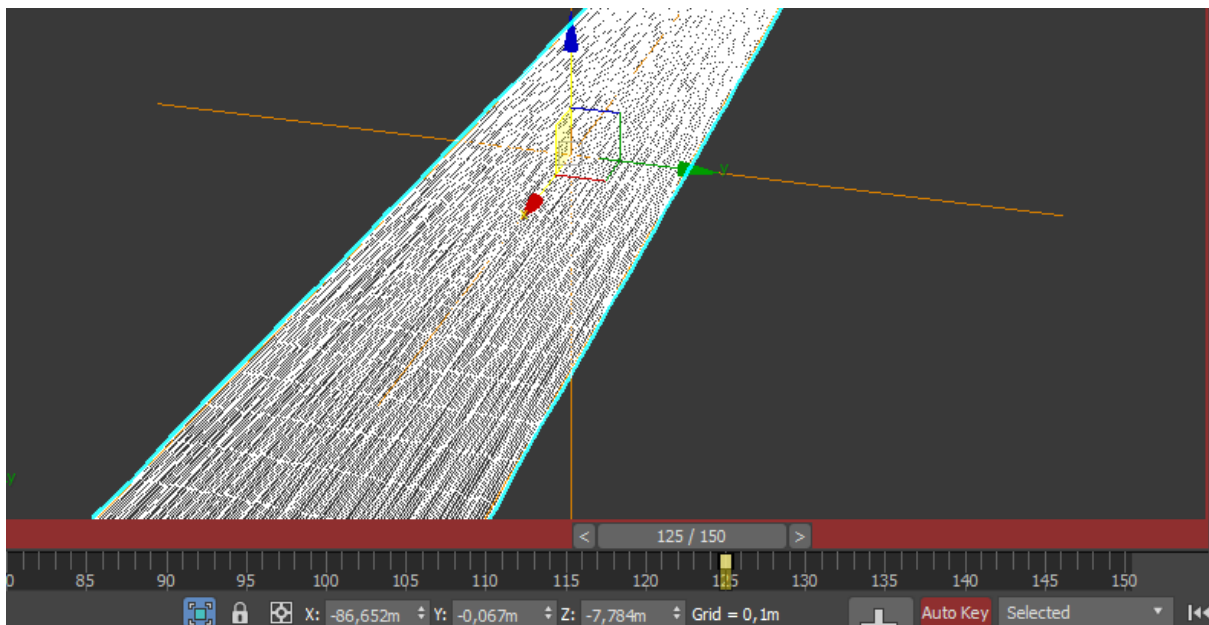 y
y
< 125 / 150 >
0 85 90 95 100 105 110 115 120 125 130 135 140 145 150
X: -86,652m Y: -0,067m Z: -7,784m Grid = 0,1m Auto Key Selected